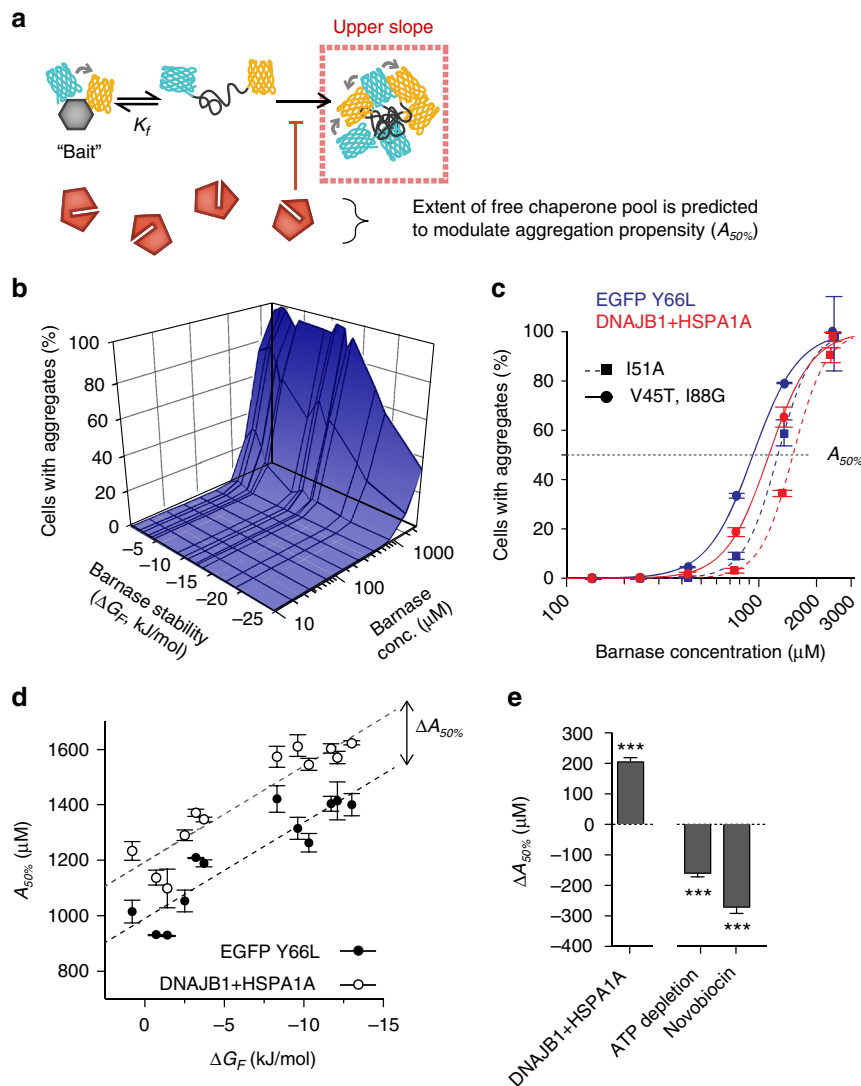 a
Upper slope
K_f
"Bait"
Extent of free chaperone pool is predicted
to modulate aggregation propensity (A_50%)
b
Cells with aggregates (%)
100
80
60
40
20
0
−5
−10
−15
−20
−25
Barnase stability
(ΔG_F, kJ/mol)
10
100
1000
Barnase
conc. (μM)
c
EGFP Y66L
DNAJB1+HSPA1A
I51A
V45T, I88G
A_50%
Cells with aggregates (%)
100
80
60
40
20
0
100
1000
2000
3000
Barnase concentration (μM)
d
ΔA_50%
A_50% (μM)
1600
1400
1200
1000
800
EGFP Y66L
DNAJB1+HSPA1A
0
−5
−10
−15
ΔG_F (kJ/mol)
e
ΔA_50% (μM)
300
200
100
0
−100
−200
−300
−400
***
***
***
DNAJB1+HSPA1A
ATP depletion
Novobiocin